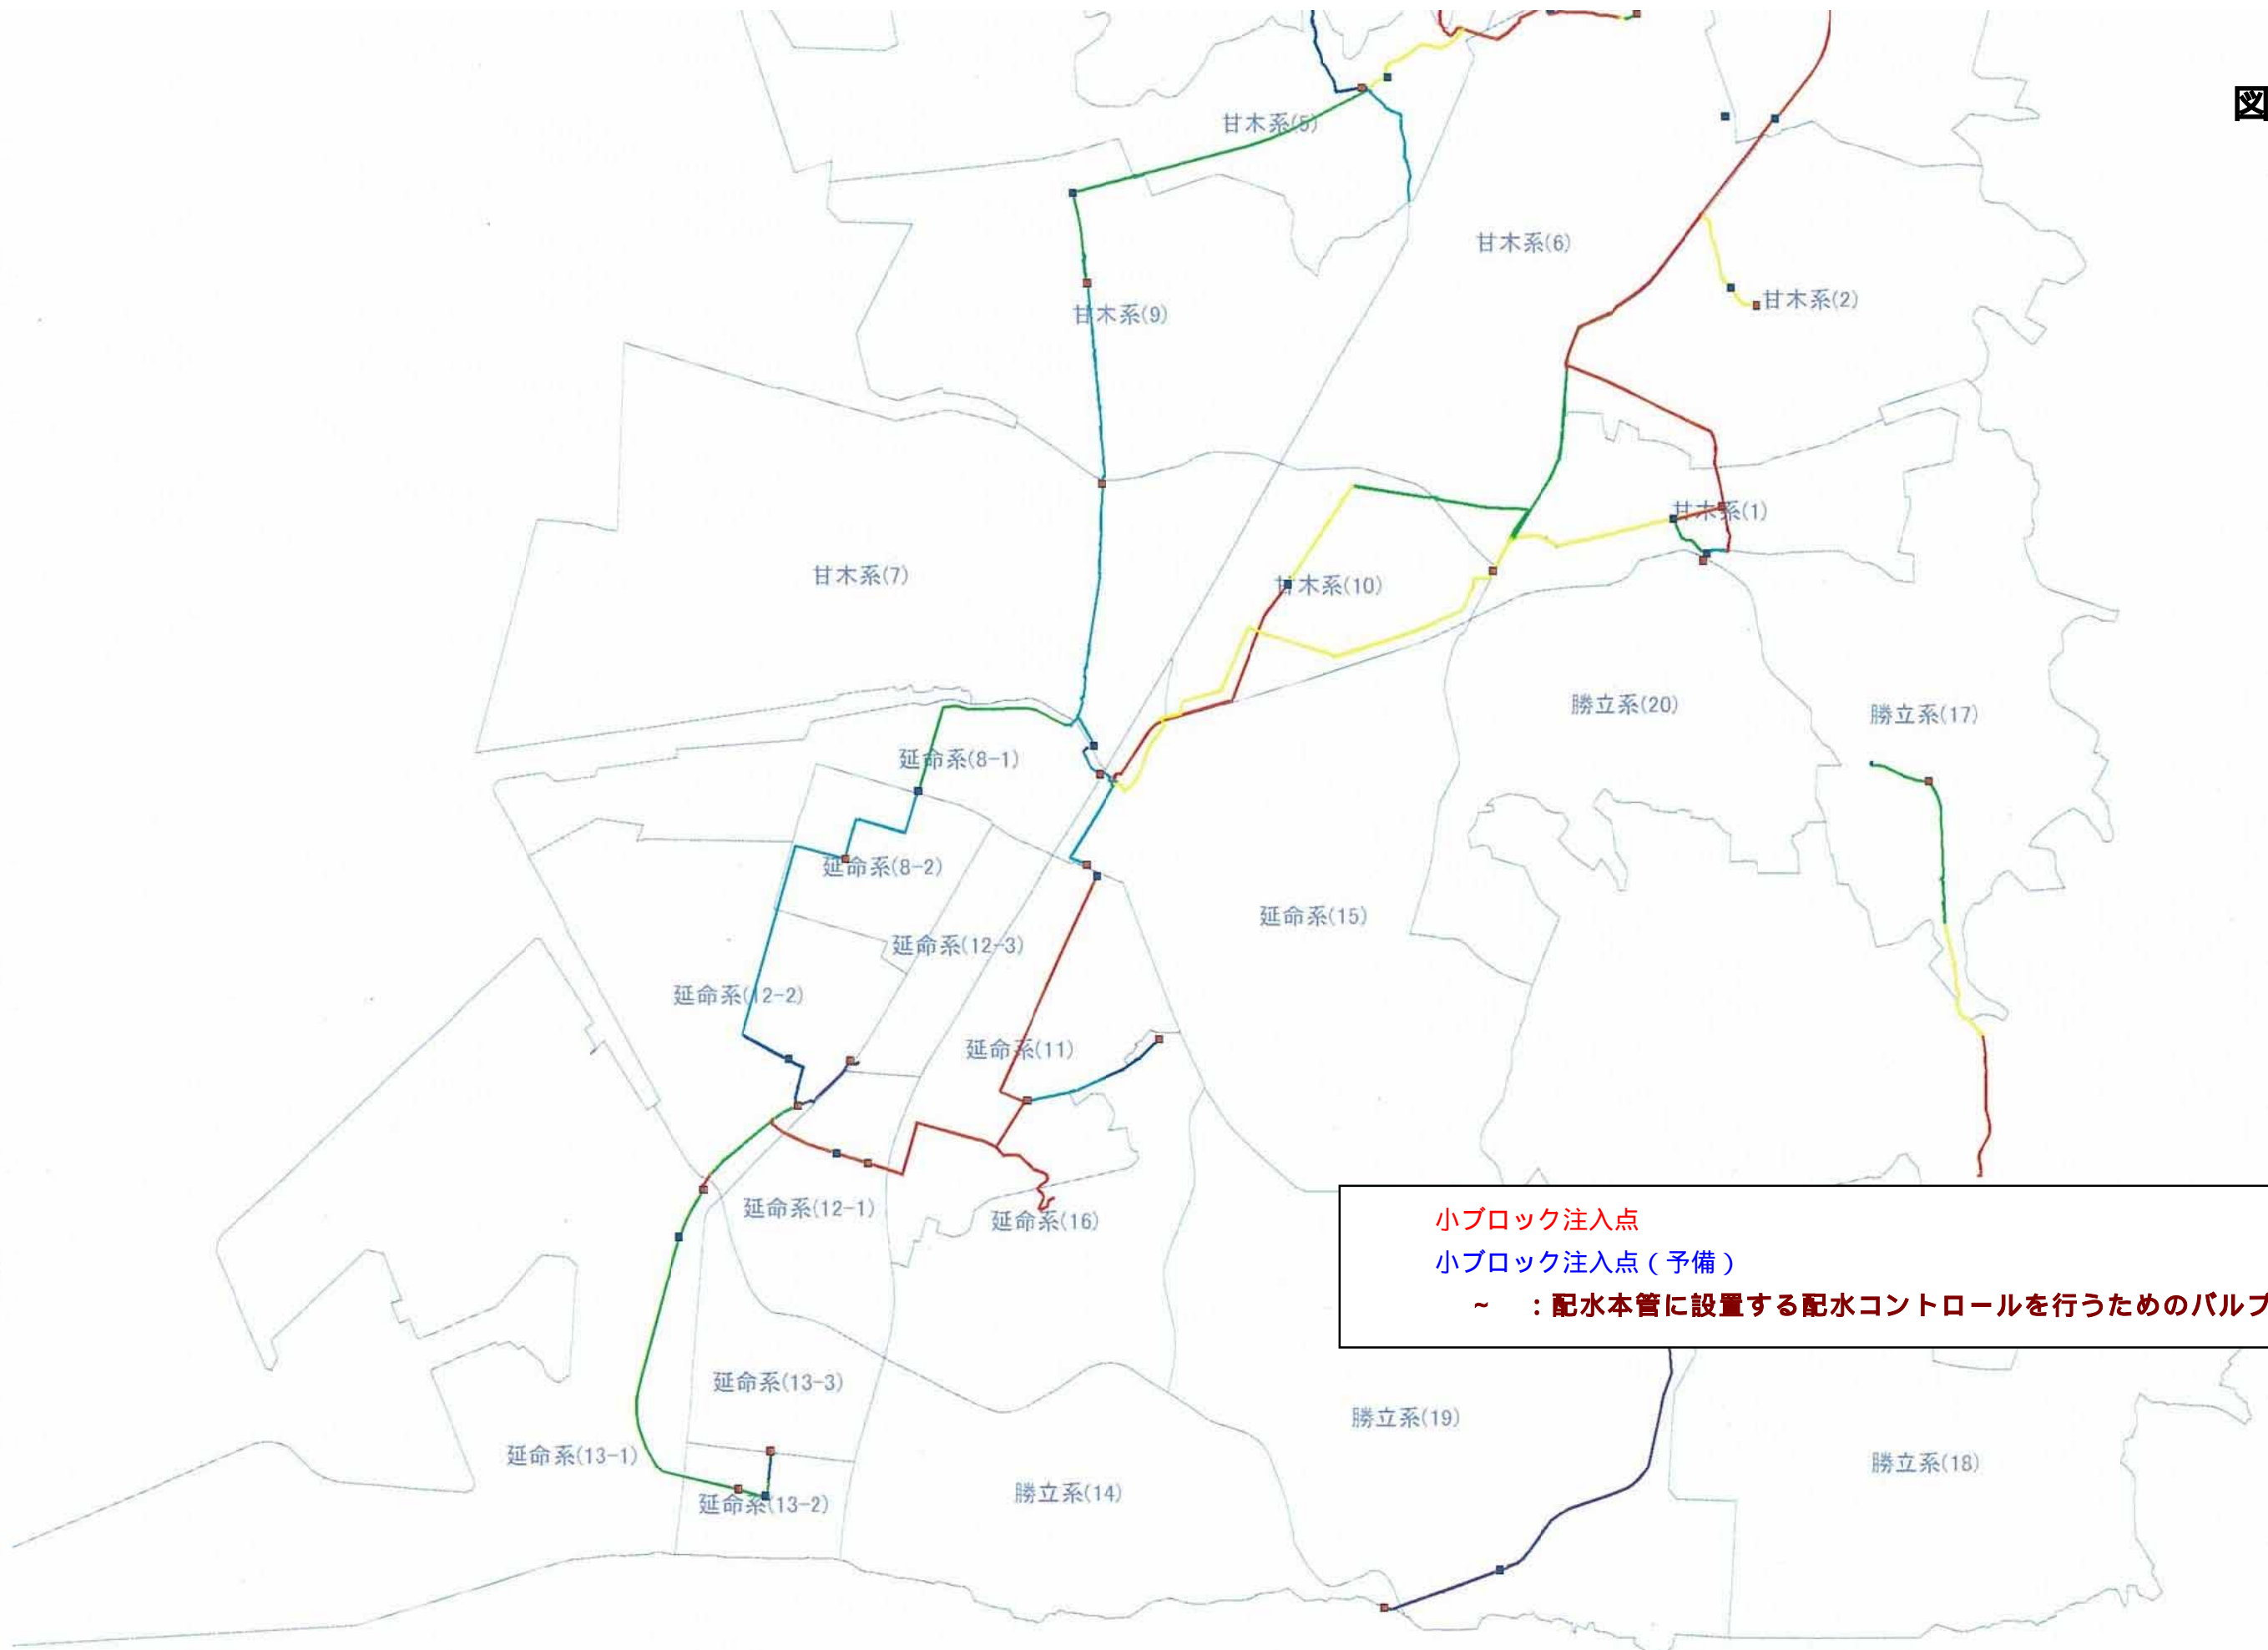 図
甘木系(5)
甘木系(6)
甘木系(2)
甘木系(9)
甘木系(1)
甘木系(7)
甘木系(10)
勝立系(20)
勝立系(17)
延命系(8-1)
延命系(8-2)
延命系(15)
延命系(12-3)
延命系(12-2)
延命系(11)
延命系(12-1)
延命系(16)
小ブロック注入点
小ブロック注入点(予備)
~ :配水本管に設置する配水コントロールを行うためのバルブ
延命系(13-3)
勝立系(19)
延命系(13-1)
勝立系(18)
勝立系(14)
延命系(13-2)